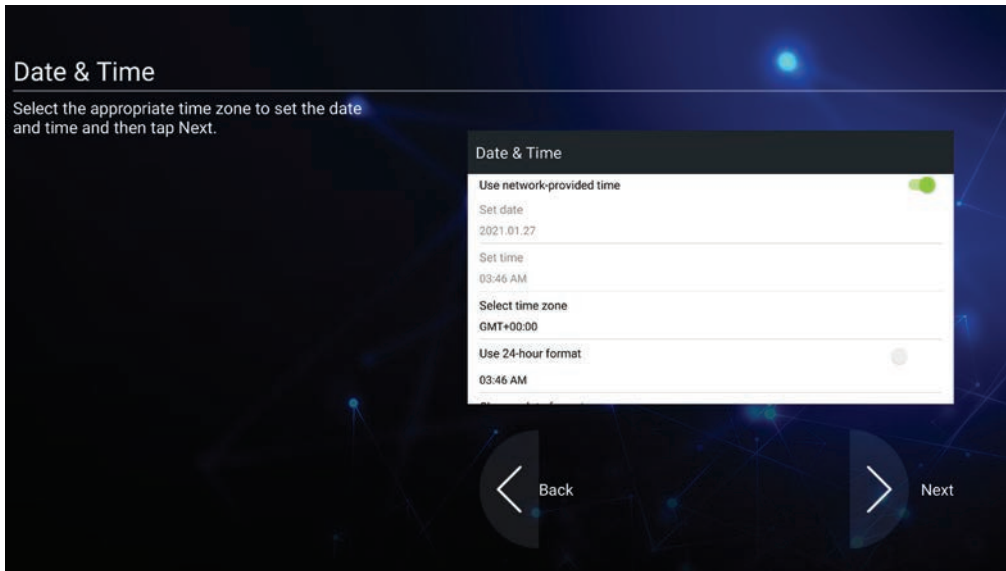 Date & Time
Select the appropriate time zone to set the date
and time and then tap Next.
Date & Time
Use network-provided time
Set date
2021.01.27
Set time
03:46 AM
Select time zone
GMT+00:00
Use 24-hour format
03:46 AM
Back
Next